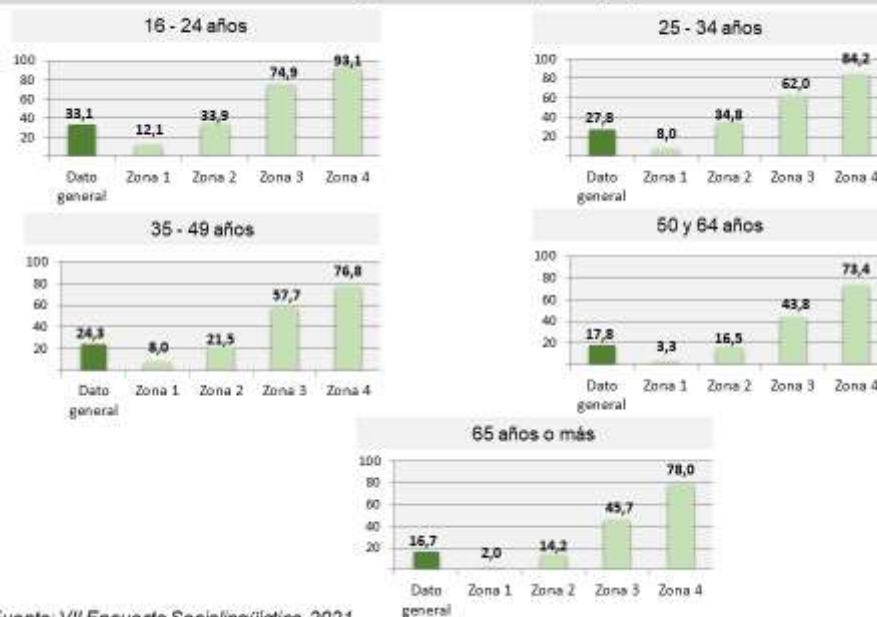 16 - 24 años
100
80
60
40
20
33,1
12,1
33,9
74,9
93,1
Dato general
Zona 1
Zona 2
Zona 3
Zona 4
25 - 34 años
100
80
60
40
20
27,8
8,0
34,8
62,0
84,2
Dato general
Zona 1
Zona 2
Zona 3
Zona 4
35 - 49 años
100
80
60
40
20
24,3
8,0
21,5
57,7
76,8
Dato general
Zona 1
Zona 2
Zona 3
Zona 4
50 y 64 años
100
80
60
40
20
17,8
3,3
16,5
43,8
73,4
Dato general
Zona 1
Zona 2
Zona 3
Zona 4
65 años o más
100
80
60
40
20
16,7
2,0
14,2
45,7
78,0
Dato general
Zona 1
Zona 2
Zona 3
Zona 4
Fuente: VII Encuesta Sociolingüística, 2021